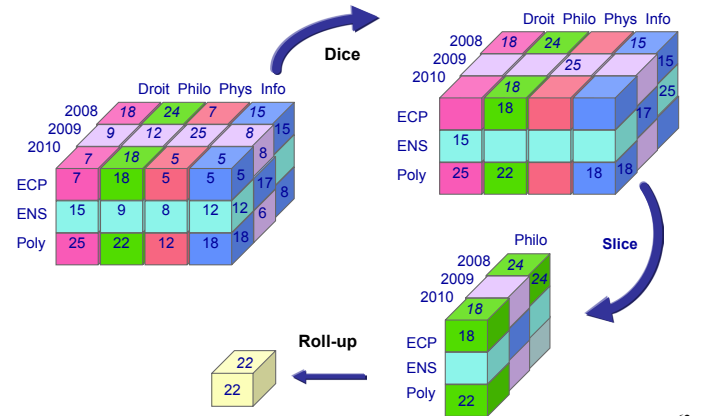 Droit Philo Phys Info
2008 18 24 15
2009 25 15
2010 18 25
ECP 18 17
ENS 15
Poly 25 22 18 18
Dice
Droit Philo Phys Info
2008 18 24 7 15
2009 9 12 25 8 15
2010 7 18 5 5 8
ECP 7 18 5 5 5 17 8
ENS 15 9 8 12 12 6
Poly 25 22 12 18 18
Slice
Philo
2008 24
2009 24
2010 18
ECP 18
ENS
Poly 22
Roll-up
22
22